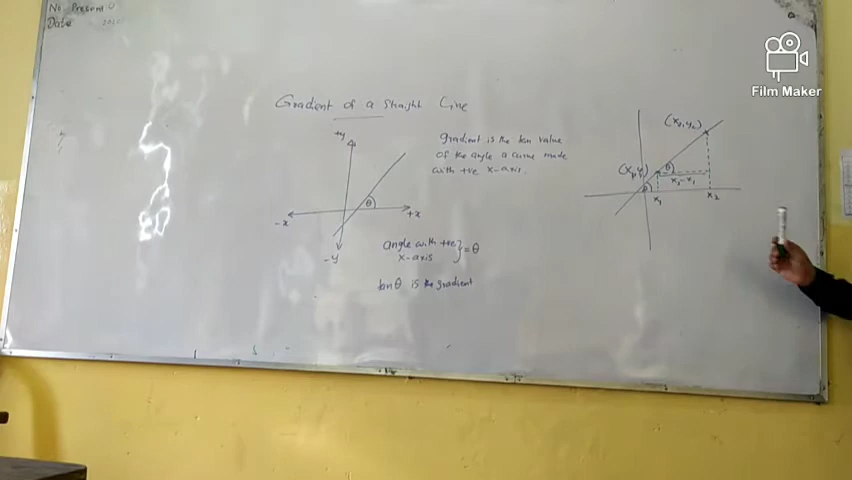 No. Present 0
Date
Gradient of a Straight Line
+y
-x
+x
-y
θ
gradient is the tan value
of the angle a curve made
with +ve x-axis.
angle with +ve
x-axis } = θ
tanθ is the gradient
(x₂, y₂)
(x₁, y₁)
θ
x₂-x₁
θ
x₁
x₂
Film Maker